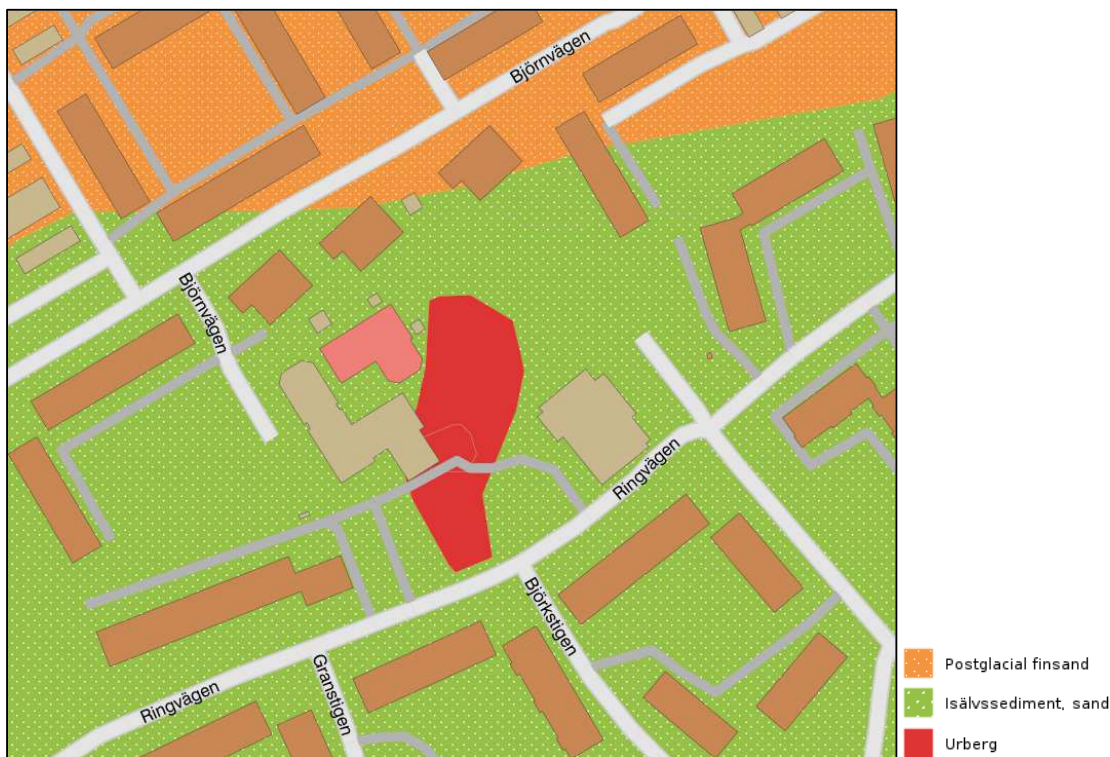 Björnvägen
Björnvägen
Ringvägen
Björkstigen
Granstigen
Ringvägen
Postglacial finsand
Isälvssediment, sand
Urberg